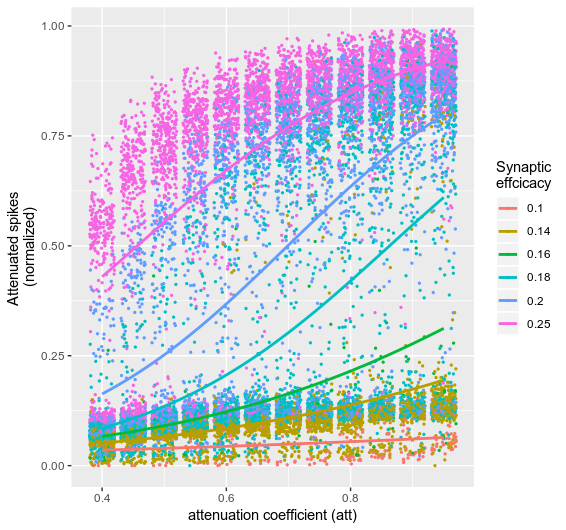 1.00
0.75
0.50
0.25
0.00
Attenuated spikes
(normalized)
0.4
0.6
0.8
attenuation coefficient (att)
Synaptic
effcicacy
0.1
0.14
0.16
0.18
0.2
0.25